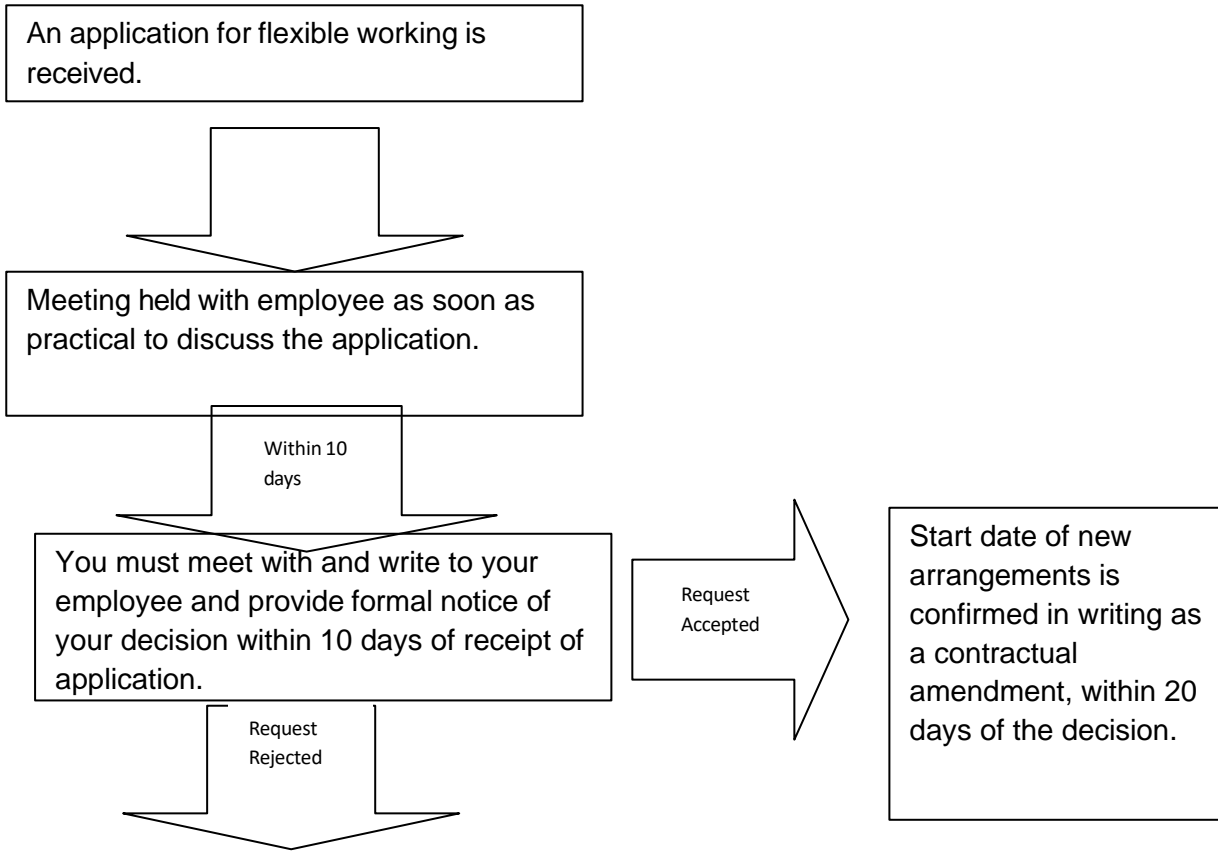 An application for flexible working is
received.
Meeting held with employee as soon as
practical to discuss the application.
Within 10
days
You must meet with and write to your
employee and provide formal notice of
your decision within 10 days of receipt of
application.
Request
Accepted
Start date of new
arrangements is
confirmed in writing as
a contractual
amendment, within 20
days of the decision.
Request
Rejected